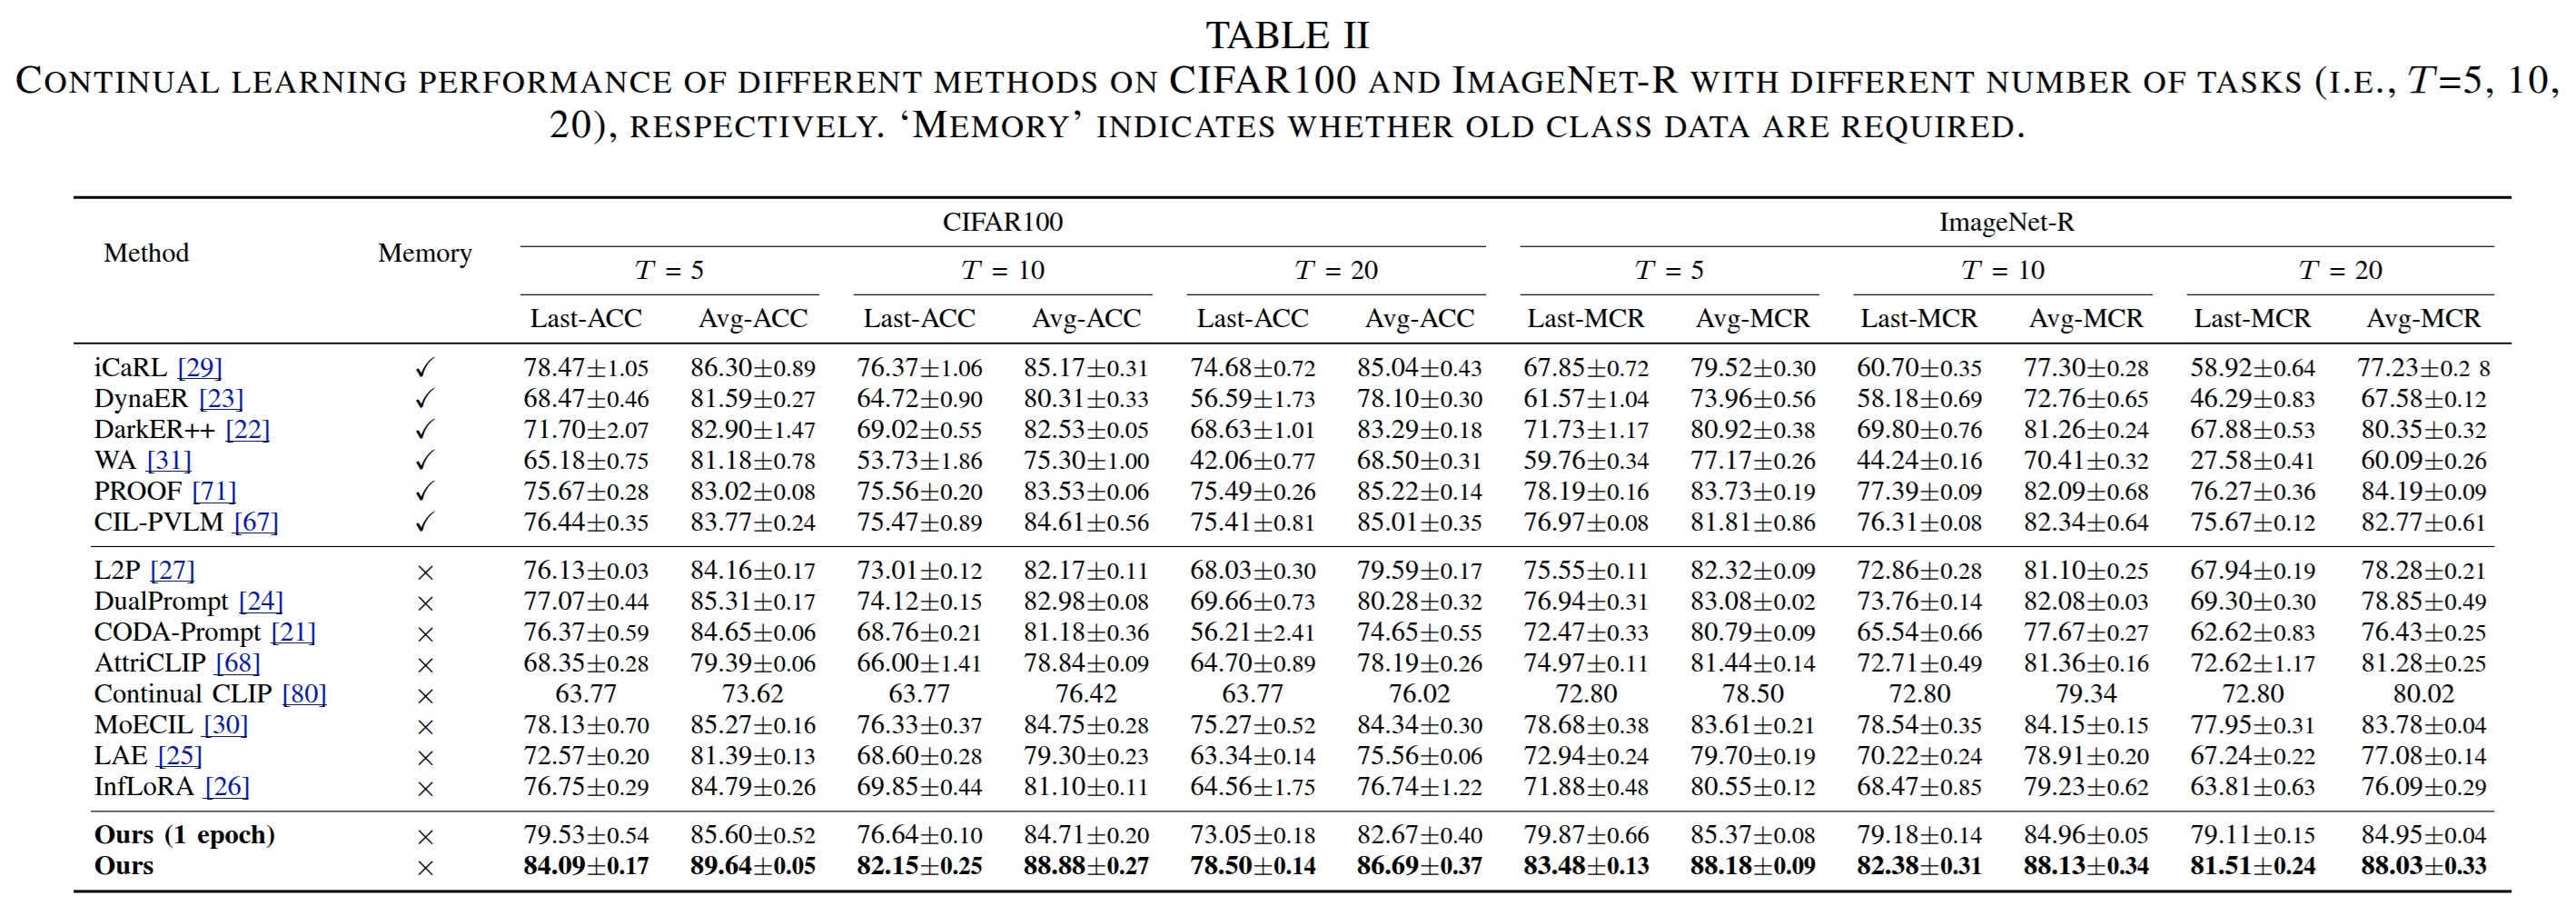 TABLE II
CONTINUAL LEARNING PERFORMANCE OF DIFFERENT METHODS ON CIFAR100 AND IMAGENET-R WITH DIFFERENT NUMBER OF TASKS (I.E., T=5, 10,
20), RESPECTIVELY. ‘MEMORY’ INDICATES WHETHER OLD CLASS DATA ARE REQUIRED.
Method Memory CIFAR100 ImageNet-R
T = 5 T = 10 T = 20 T = 5 T = 10 T = 20
Last-ACC Avg-ACC Last-ACC Avg-ACC Last-ACC Avg-ACC Last-MCR Avg-MCR Last-MCR Avg-MCR Last-MCR Avg-MCR
iCaRL [29] ✓ 78.47±1.05 86.30±0.89 76.37±1.06 85.17±0.31 74.68±0.72 85.04±0.43 67.85±0.72 79.52±0.30 60.70±0.35 77.30±0.28 58.92±0.64 77.23±0.2 8
DynaER [23] ✓ 68.47±0.46 81.59±0.27 64.72±0.90 80.31±0.33 56.59±1.73 78.10±0.30 61.57±1.04 73.96±0.56 58.18±0.69 72.76±0.65 46.29±0.83 67.58±0.12
DarkER++ [22] ✓ 71.70±2.07 82.90±1.47 69.02±0.55 82.53±0.05 68.63±1.01 83.29±0.18 71.73±1.17 80.92±0.38 69.80±0.76 81.26±0.24 67.88±0.53 80.35±0.32
WA [31] ✓ 65.18±0.75 81.18±0.78 53.73±1.86 75.30±1.00 42.06±0.77 68.50±0.31 59.76±0.34 77.17±0.26 44.24±0.16 70.41±0.32 27.58±0.41 60.09±0.26
PROOF [71] ✓ 75.67±0.28 83.02±0.08 75.56±0.20 83.53±0.06 75.49±0.26 85.22±0.14 78.19±0.16 83.73±0.19 77.39±0.09 82.09±0.68 76.27±0.36 84.19±0.09
CIL-PVLM [67] ✓ 76.44±0.35 83.77±0.24 75.47±0.89 84.61±0.56 75.41±0.81 85.01±0.35 76.97±0.08 81.81±0.86 76.31±0.08 82.34±0.64 75.67±0.12 82.77±0.61
L2P [27] × 76.13±0.03 84.16±0.17 73.01±0.12 82.17±0.11 68.03±0.30 79.59±0.17 75.55±0.11 82.32±0.09 72.86±0.28 81.10±0.25 67.94±0.19 78.28±0.21
DualPrompt [24] × 77.07±0.44 85.31±0.17 74.12±0.15 82.98±0.08 69.66±0.73 80.28±0.32 76.94±0.31 83.08±0.02 73.76±0.14 82.08±0.03 69.30±0.30 78.85±0.49
CODA-Prompt [21] × 76.37±0.59 84.65±0.06 68.76±0.21 81.18±0.36 56.21±2.41 74.65±0.55 72.47±0.33 80.79±0.09 65.54±0.66 77.67±0.27 62.62±0.83 76.43±0.25
AttriCLIP [68] × 68.35±0.28 79.39±0.06 66.00±1.41 78.84±0.09 64.70±0.89 78.19±0.26 74.97±0.11 81.44±0.14 72.71±0.49 81.36±0.16 72.62±1.17 81.28±0.25
Continual CLIP [80] × 63.77 73.62 63.77 76.42 63.77 76.02 72.80 78.50 72.80 79.34 72.80 80.02
MoECIL [30] × 78.13±0.70 85.27±0.16 76.33±0.37 84.75±0.28 75.27±0.52 84.34±0.30 78.68±0.38 83.61±0.21 78.54±0.35 84.15±0.15 77.95±0.31 83.78±0.04
LAE [25] × 72.57±0.20 81.39±0.13 68.60±0.28 79.30±0.23 63.34±0.14 75.56±0.06 72.94±0.24 79.70±0.19 70.22±0.24 78.91±0.20 67.24±0.22 77.08±0.14
InfLoRA [26] × 76.75±0.29 84.79±0.26 69.85±0.44 81.10±0.11 64.56±1.75 76.74±1.22 71.88±0.48 80.55±0.12 68.47±0.85 79.23±0.62 63.81±0.63 76.09±0.29
Ours (1 epoch) × 79.53±0.54 85.60±0.52 76.64±0.10 84.71±0.20 73.05±0.18 82.67±0.40 79.87±0.66 85.37±0.08 79.18±0.14 84.96±0.05 79.11±0.15 84.95±0.04
Ours × 84.09±0.17 89.64±0.05 82.15±0.25 88.88±0.27 78.50±0.14 86.69±0.37 83.48±0.13 88.18±0.09 82.38±0.31 88.13±0.34 81.51±0.24 88.03±0.33